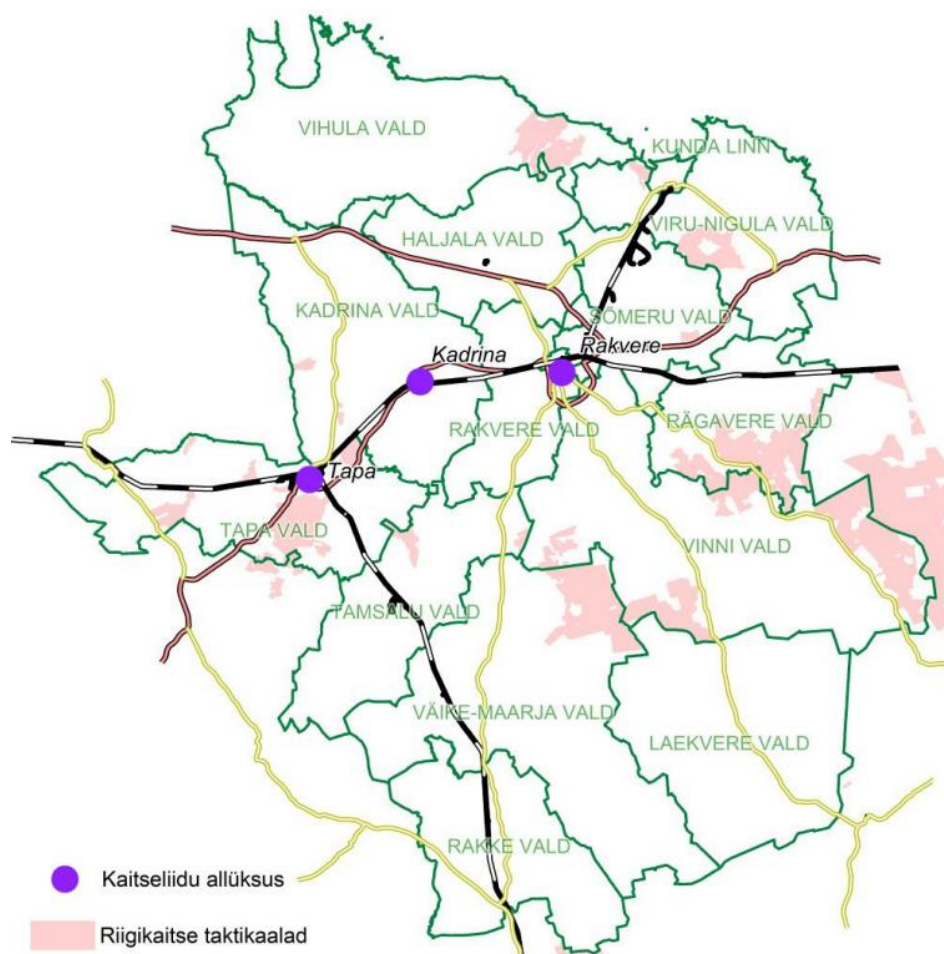 VIHULA VALD
KUNDA LINN
VIRU-NIGULA VALD
HALJALA VALD
KADRINA VALD
SÕMERU VALD
Rakvere
Kadrina
RAKVERE VALD
RÄGAVERE VALD
Tapa
TAPA VALD
VINNI VALD
TAMSALU VALD
VÄIKE-MAARJA VALD
LAEKVERE VALD
RAKKE VALD
Kaitseliidu allüksus
Riigikaitse taktikaalad